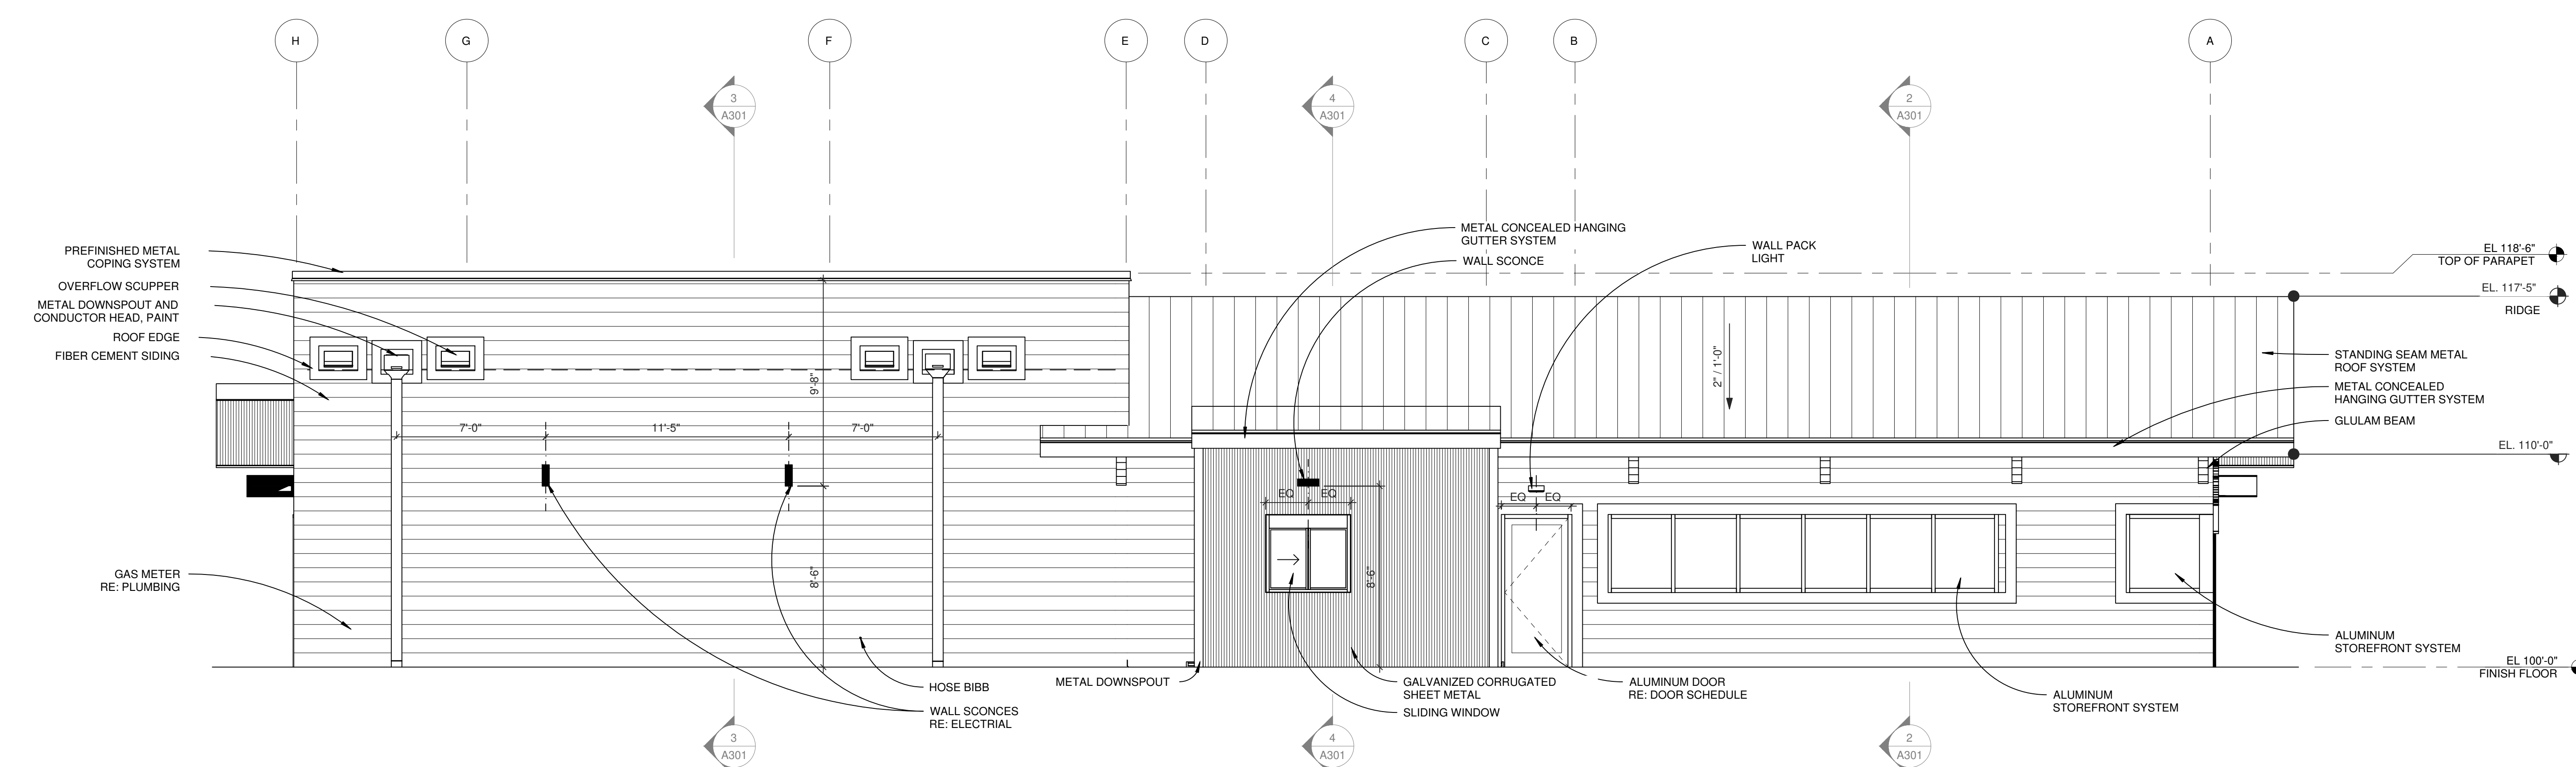 H
G
F
E
D
C
B
A
3
A301
4
A301
2
A301
PREFINISHED METAL
COPING SYSTEM
OVERFLOW SCUPPER
METAL DOWNSPOUT AND
CONDUCTOR HEAD, PAINT
ROOF EDGE
FIBER CEMENT SIDING
GAS METER
RE: PLUMBING
METAL CONCEALED HANGING
GUTTER SYSTEM
WALL SCONCE
WALL PACK
LIGHT
EL 118'-6"
TOP OF PARAPET
EL. 117'-5"
RIDGE
STANDING SEAM METAL
ROOF SYSTEM
METAL CONCEALED
HANGING GUTTER SYSTEM
GLULAM BEAM
EL. 110'-0"
2" / 1'-0"
9'-8"
7'-0"
11'-5"
7'-0"
EQ
EQ
EQ
EQ
8'-6"
8'-6"
ALUMINUM
STOREFRONT SYSTEM
EL 100'-0"
FINISH FLOOR
HOSE BIBB
WALL SCONCES
RE: ELECTRIAL
METAL DOWNSPOUT
GALVANIZED CORRUGATED
SHEET METAL
SLIDING WINDOW
ALUMINUM DOOR
RE: DOOR SCHEDULE
ALUMINUM
STOREFRONT SYSTEM
3
A301
4
A301
2
A301